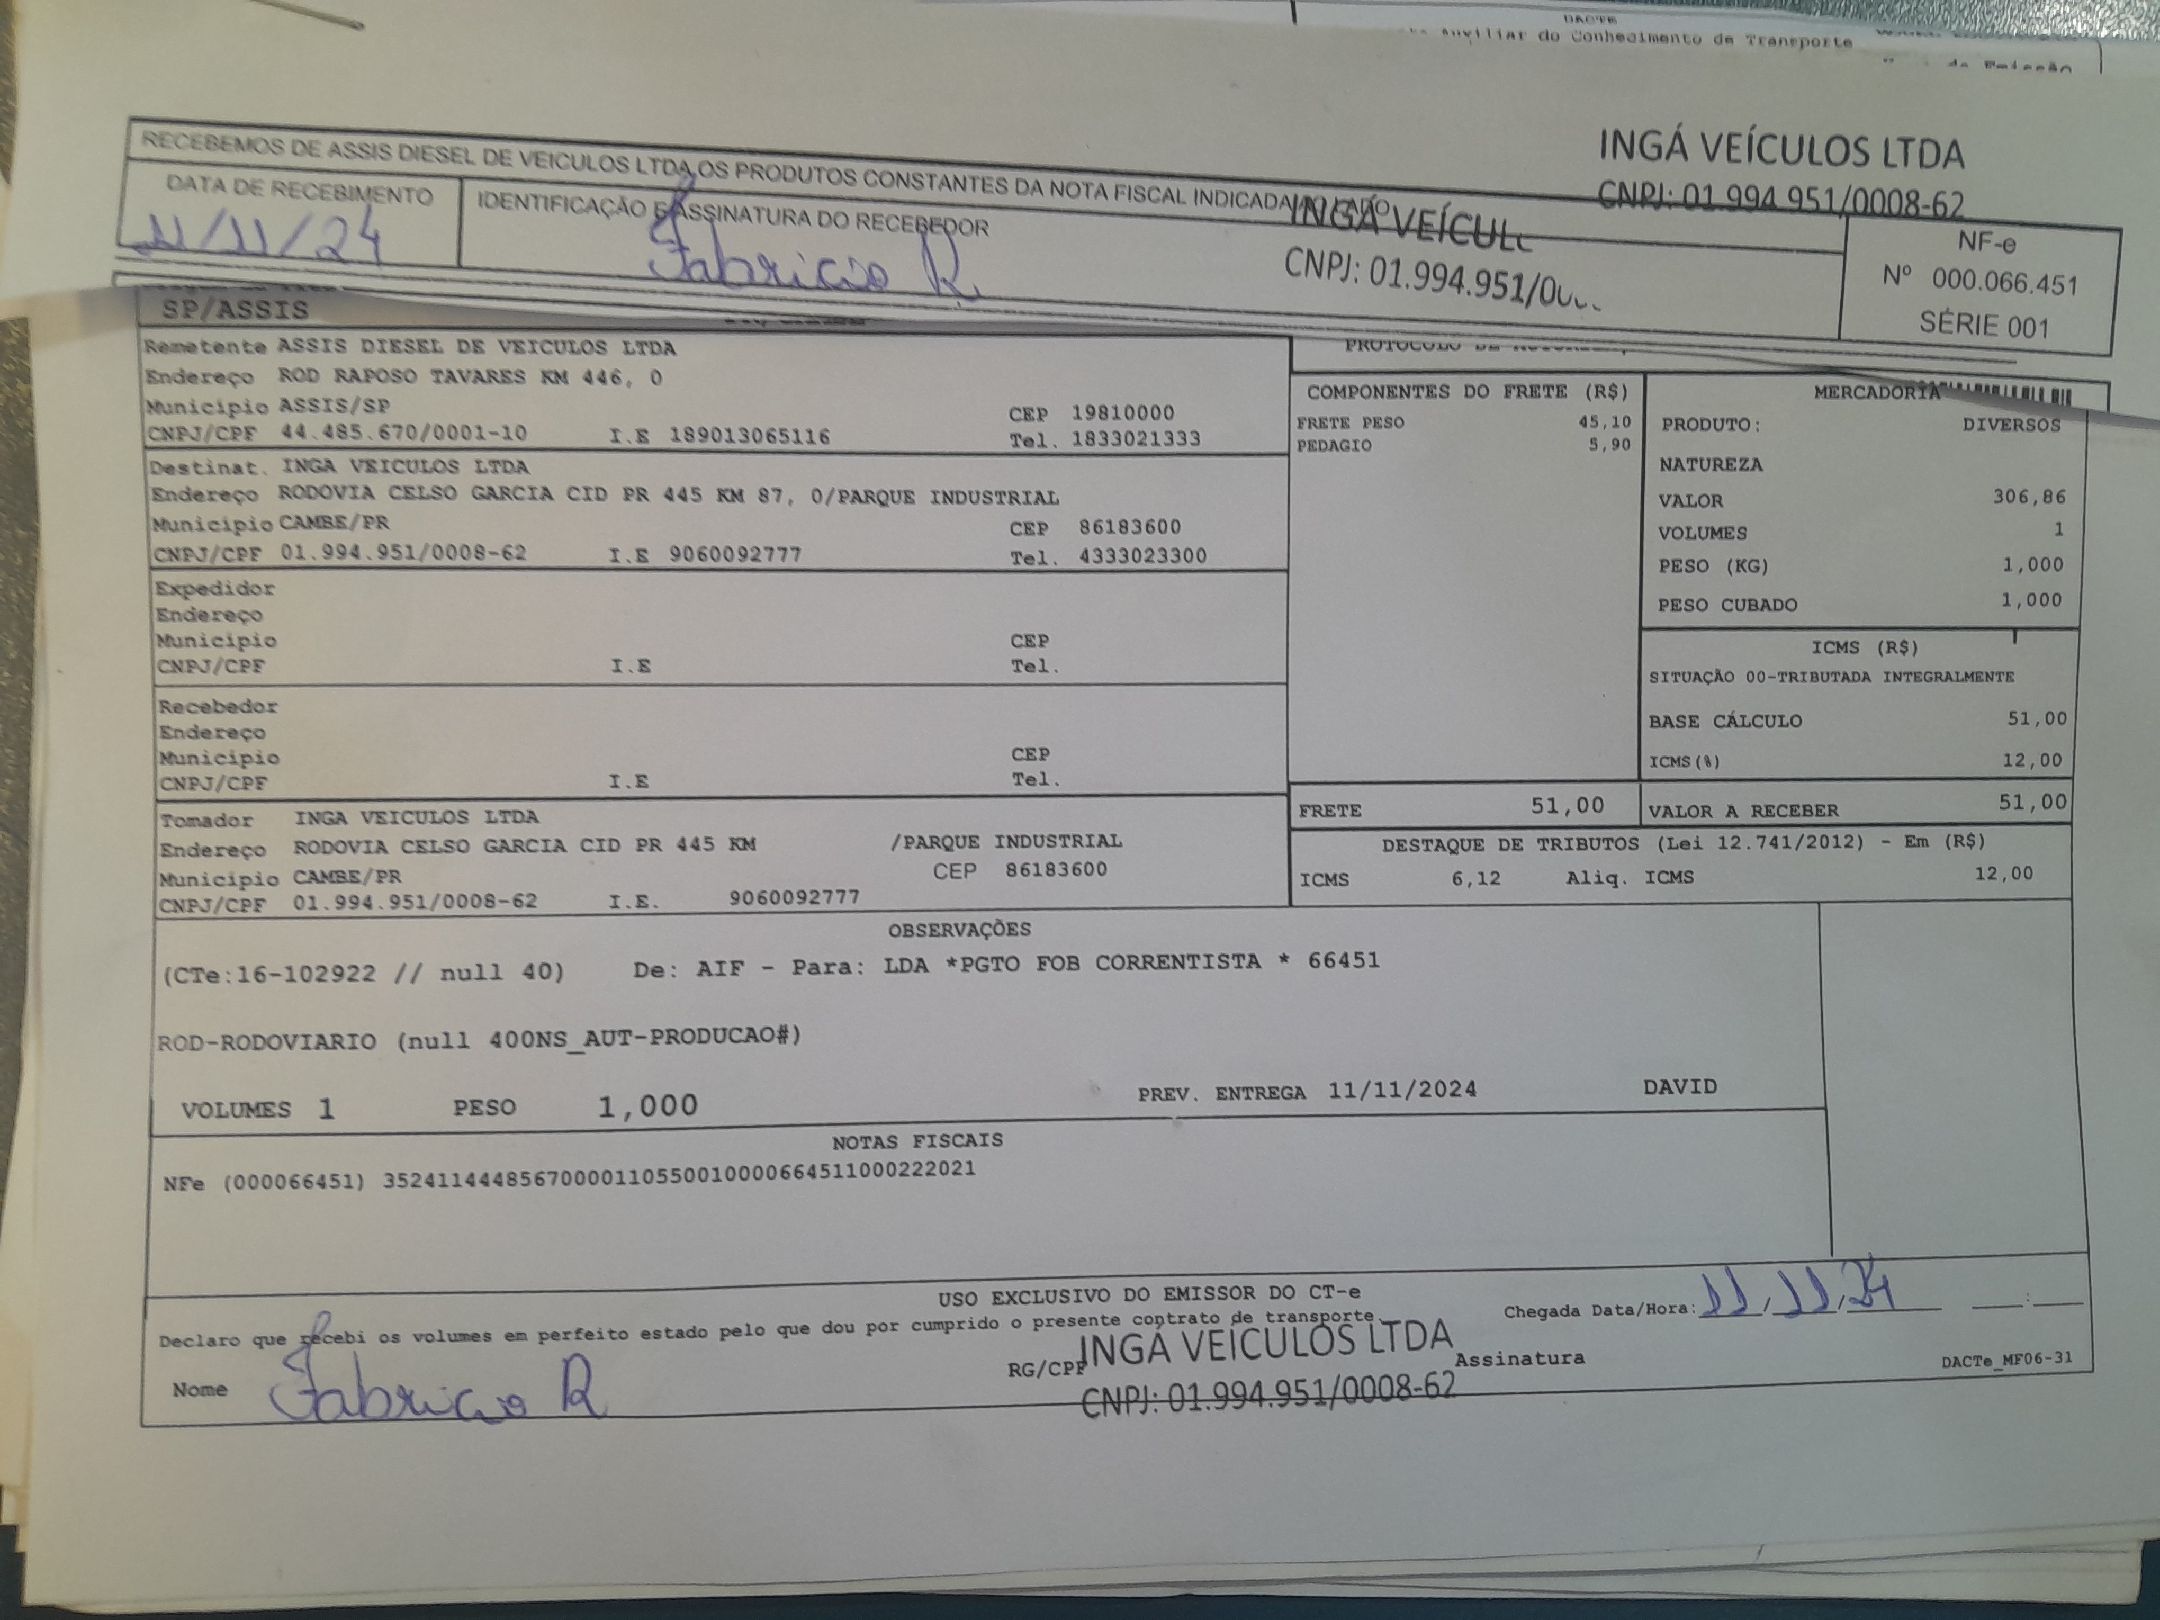 DACTE
Auxiliar do Conhecimento de Transporte
INGÁ VEÍCULOS LTDA
CNPJ: 01.994.951/0008-62
RECEBEMOS DE ASSIS DIESEL DE VEICULOS LTDA OS PRODUTOS CONSTANTES DA NOTA FISCAL INDICADA
DATA DE RECEBIMENTO
11/11/24
IDENTIFICAÇÃO E ASSINATURA DO RECEBEDOR
Fabricio R
INGÁ VEÍCUL
CNPJ: 01.994.951/0
NF-e
Nº 000.066.451
SÉRIE 001
SP/ASSIS
Remetente ASSIS DIESEL DE VEICULOS LTDA
Endereço ROD RAPOSO TAVARES KM 446, 0
Município ASSIS/SP CEP 19810000
CNPJ/CPF 44.485.670/0001-10 I.E 189013065116 Tel. 1833021333
Destinat. INGA VEICULOS LTDA
Endereço RODOVIA CELSO GARCIA CID PR 445 KM 87, 0/PARQUE INDUSTRIAL
Município CAMBE/PR CEP 86183600
CNPJ/CPF 01.994.951/0008-62 I.E 9060092777 Tel. 4333023300
Expedidor
Endereço
Município CEP
CNPJ/CPF I.E Tel.
Recebedor
Endereço
Município CEP
CNPJ/CPF I.E Tel.
Tomador INGA VEICULOS LTDA
Endereço RODOVIA CELSO GARCIA CID PR 445 KM /PARQUE INDUSTRIAL
Município CAMBE/PR CEP 86183600
CNPJ/CPF 01.994.951/0008-62 I.E. 9060092777
COMPONENTES DO FRETE (R$)
FRETE PESO 45,10
PEDAGIO 5,90
MERCADORIA
PRODUTO: DIVERSOS
NATUREZA
VALOR 306,86
VOLUMES 1
PESO (KG) 1,000
PESO CUBADO 1,000
ICMS (R$)
SITUAÇÃO 00-TRIBUTADA INTEGRALMENTE
BASE CÁLCULO 51,00
ICMS(%) 12,00
FRETE 51,00 VALOR A RECEBER 51,00
DESTAQUE DE TRIBUTOS (Lei 12.741/2012) - Em (R$)
ICMS 6,12 Aliq. ICMS 12,00
OBSERVAÇÕES
(CTe:16-102922 // null 40) De: AIF - Para: LDA *PGTO FOB CORRENTISTA * 66451
ROD-RODOVIARIO (null 400NS_AUT-PRODUCAO#)
VOLUMES 1 PESO 1,000 PREV. ENTREGA 11/11/2024 DAVID
NOTAS FISCAIS
NFe (000066451) 35241144485670000110550010000664511000222021
USO EXCLUSIVO DO EMISSOR DO CT-e
Declaro que recebi os volumes em perfeito estado pelo que dou por cumprido o presente contrato de transporte.
Chegada Data/Hora: 11/11/24 __:__
Nome Fabricio R
RG/CPF
INGÁ VEÍCULOS LTDA
CNPJ: 01.994.951/0008-62
Assinatura
DACTe_MF06-31